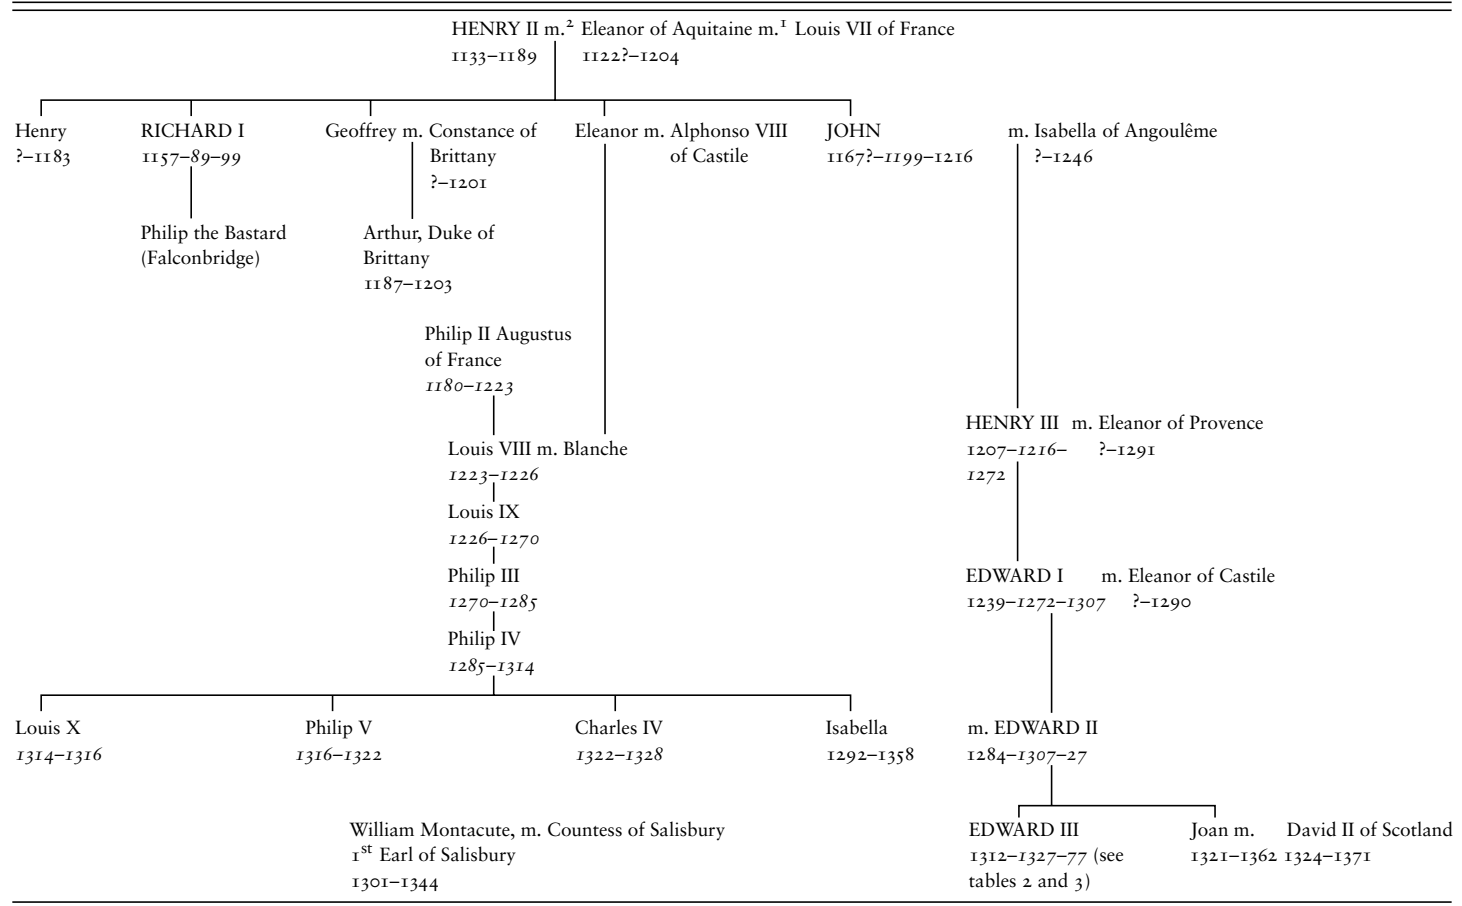 HENRY II m.² Eleanor of Aquitaine m.¹ Louis VII of France
1133–1189 1122?–1204
Henry RICHARD I Geoffrey m. Constance of Eleanor m. Alphonso VIII JOHN m. Isabella of Angoulême
?–1183 1157–89–99 Brittany of Castile 1167?–1199–1216 ?–1246
?–1201
Philip the Bastard Arthur, Duke of
(Falconbridge) Brittany
1187–1203
Philip II Augustus
of France
1180–1223
HENRY III m. Eleanor of Provence
Louis VIII m. Blanche 1207–1216– ?–1291
1223–1226 1272
Louis IX
1226–1270
Philip III EDWARD I m. Eleanor of Castile
1270–1285 1239–1272–1307 ?–1290
Philip IV
1285–1314
Louis X Philip V Charles IV Isabella m. EDWARD II
1314–1316 1316–1322 1322–1328 1292–1358 1284–1307–27
William Montacute, m. Countess of Salisbury EDWARD III Joan m. David II of Scotland
1st Earl of Salisbury 1312–1327–77 (see 1321–1362 1324–1371
1301–1344 tables 2 and 3)